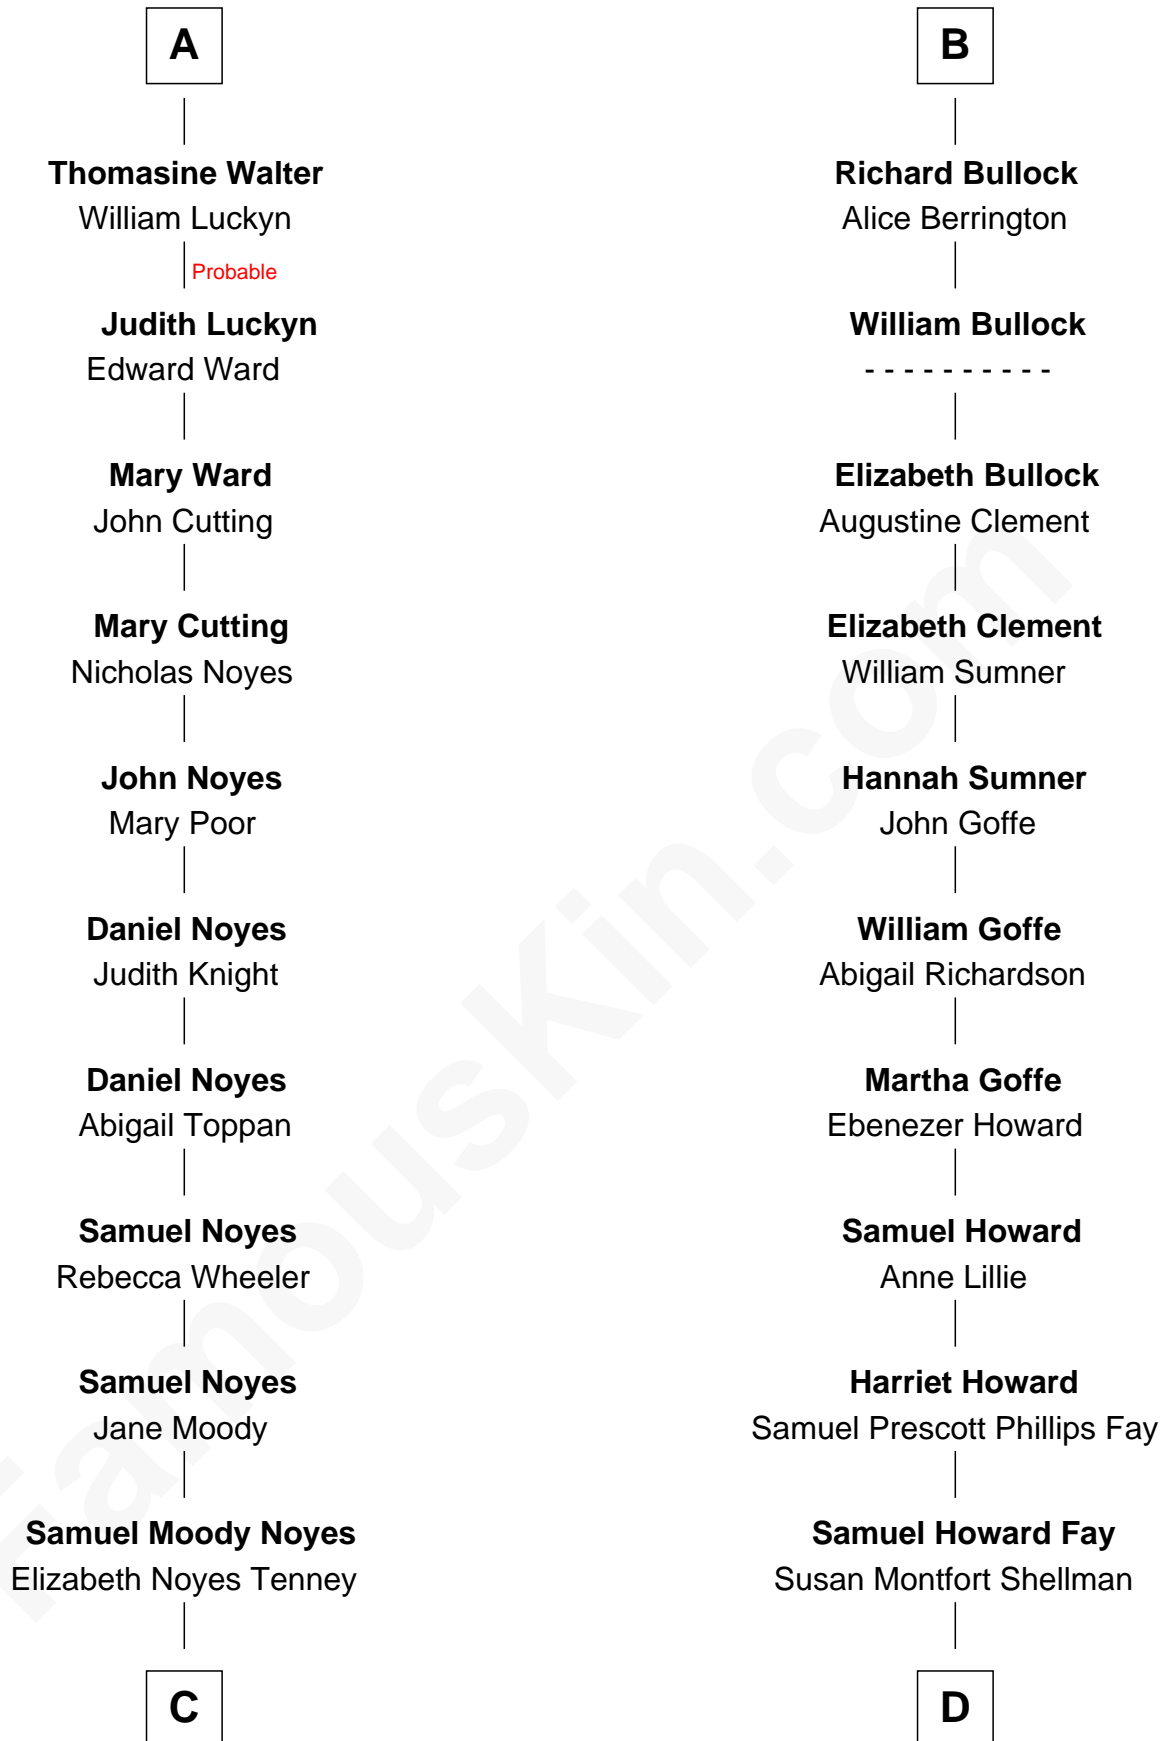 A
Thomasine Walter
William Luckyn
Probable
Judith Luckyn
Edward Ward
Mary Ward
John Cutting
Mary Cutting
Nicholas Noyes
John Noyes
Mary Poor
Daniel Noyes
Judith Knight
Daniel Noyes
Abigail Toppan
Samuel Noyes
Rebecca Wheeler
Samuel Noyes
Jane Moody
Samuel Moody Noyes
Elizabeth Noyes Tenney
C
B
Richard Bullock
Alice Berrington
William Bullock
- - - - - - - - - -
Elizabeth Bullock
Augustine Clement
Elizabeth Clement
William Sumner
Hannah Sumner
John Goffe
William Goffe
Abigail Richardson
Martha Goffe
Ebenezer Howard
Samuel Howard
Anne Lillie
Harriet Howard
Samuel Prescott Phillips Fay
Samuel Howard Fay
Susan Montfort Shellman
D
FamousKin.com